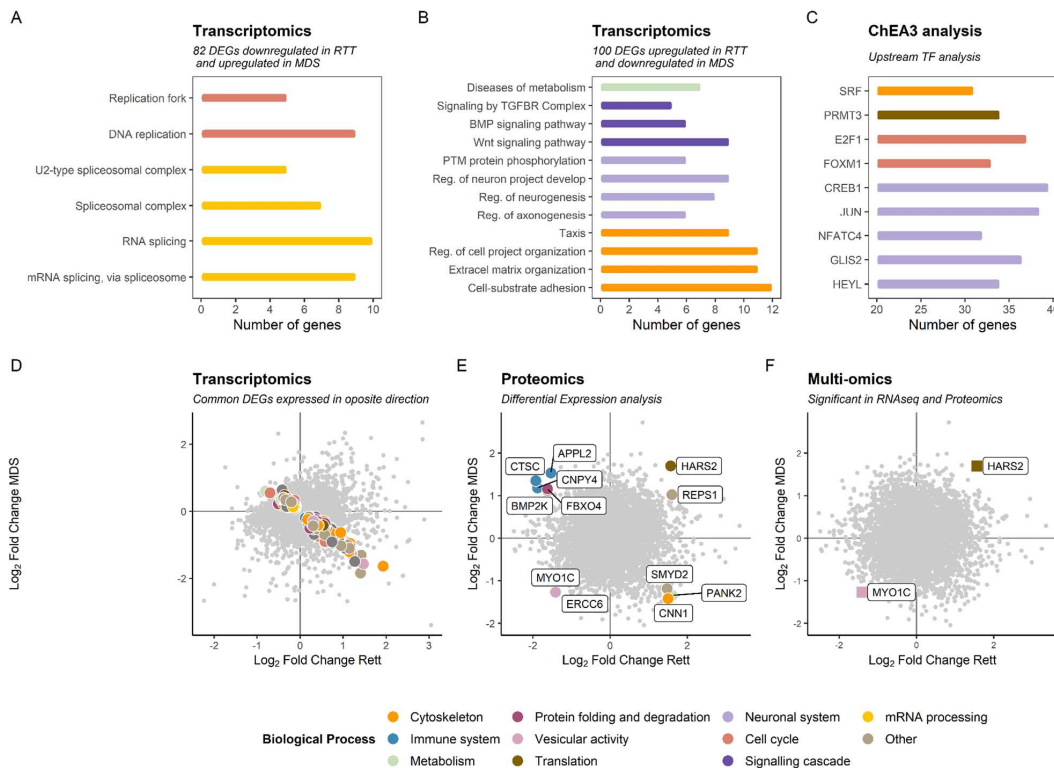 A
Transcriptomics
82 DEGs downregulated in RTT
and upregulated in MDS
Replication fork
DNA replication
U2-type spliceosomal complex
Spliceosomal complex
RNA splicing
mRNA splicing, via spliceosome
0 2 4 6 8 10
Number of genes
B
Transcriptomics
100 DEGs upregulated in RTT
and downregulated in MDS
Diseases of metabolism
Signaling by TGFBR Complex
BMP signaling pathway
Wnt signaling pathway
PTM protein phosphorylation
Reg. of neuron project develop
Reg. of neurogenesis
Reg. of axonogenesis
Taxis
Reg. of cell project organization
Extracel matrix organization
Cell-substrate adhesion
0 2 4 6 8 10 12
Number of genes
C
ChEA3 analysis
Upstream TF analysis
SRF
PRMT3
E2F1
FOXM1
CREB1
JUN
NFATC4
GLIS2
HEYL
20 25 30 35 40
Number of genes
D
Transcriptomics
Common DEGs expressed in oposite direction
Log2 Fold Change MDS
2
0
-2
-2 -1 0 1 2 3
Log2 Fold Change Rett
E
Proteomics
Differential Expression analysis
Log2 Fold Change MDS
3
2
1
0
-1
-2
APPL2
CTSC
CNPY4
BMP2K
FBXO4
HARS2
REPS1
MYO1C
ERCC6
SMYD2
PANK2
CNN1
-2 0 2
Log2 Fold Change Rett
F
Multi-omics
Significant in RNAseq and Proteomics
Log2 Fold Change MDS
3
2
1
0
-1
-2
HARS2
MYO1C
-2 0 2
Log2 Fold Change Rett
Biological Process
Cytoskeleton
Immune system
Metabolism
Protein folding and degradation
Vesicular activity
Translation
Neuronal system
Cell cycle
Signalling cascade
mRNA processing
Other